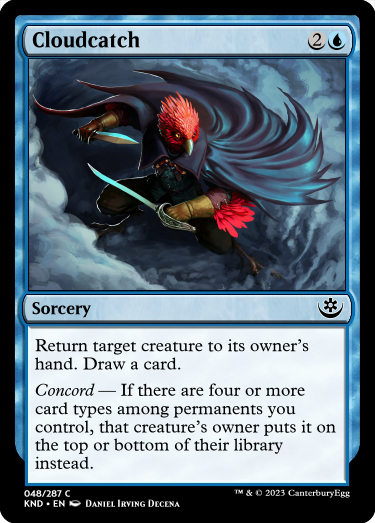 Cloudcatch 2
Sorcery
Return target creature to its owner's
hand. Draw a card.
Concord — If there are four or more
card types among permanents you
control, that creature's owner puts it on
the top or bottom of their library
instead.
048/287 C
KND • EN Daniel Irving Decena
™ & © 2023 CanterburyEgg